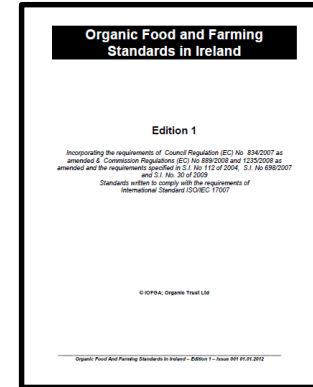 Organic Food and Farming
Standards in Ireland
Edition 1
Incorporating the requirements of Council Regulation (EC) No 834/2007 as
amended & Commission Regulations (EC) No 889/2008 and 1235/2008 as
amended and the requirements specified in S.I. No 112 of 2004, S.I. No 698/2007
and S.I. No. 30 of 2009
Standards written to comply with the requirements of
International Standard ISO/IEC 17007
© IOFGA; Organic Trust Ltd
Organic Food And Farming Standards in Ireland – Edition 1 – Issue 001 01.01.2012